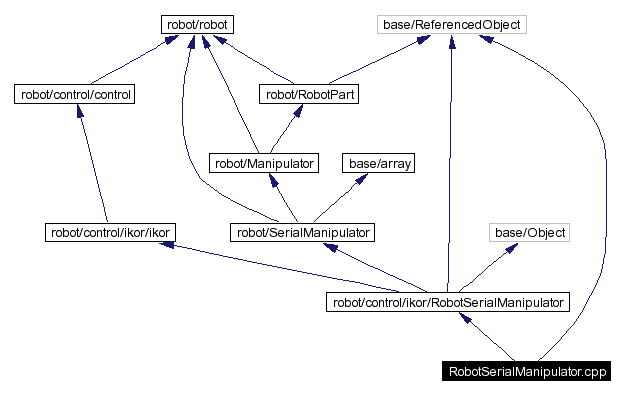 robot/robot
base/ReferencedObject
robot/control/control
robot/RobotPart
robot/Manipulator
base/array
robot/control/ikor/ikor
robot/SerialManipulator
base/Object
robot/control/ikor/RobotSerialManipulator
RobotSerialManipulator.cpp